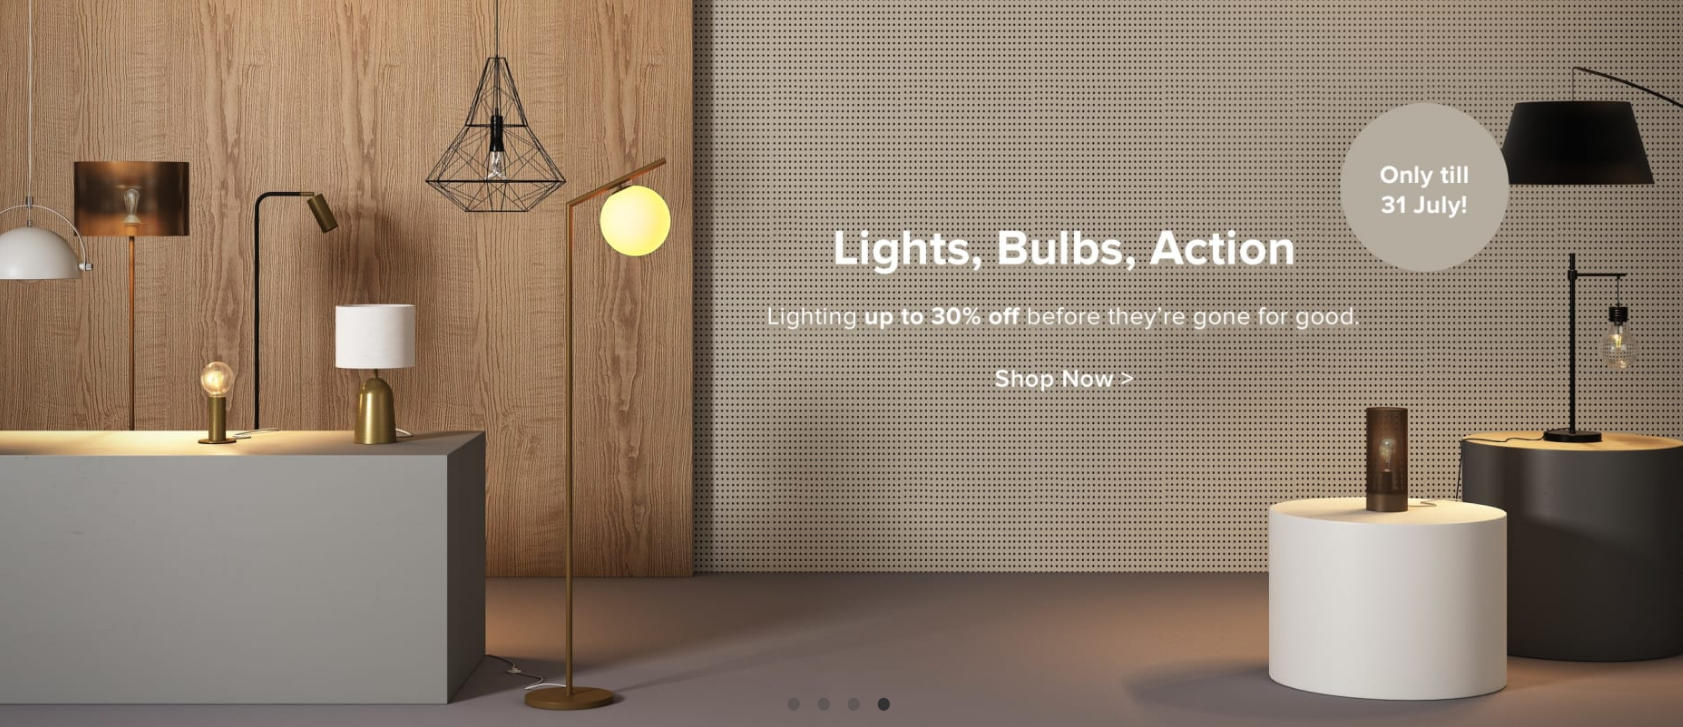 Only till
31 July!
Lights, Bulbs, Action
Lighting up to 30% off before they’re gone for good.
Shop Now >